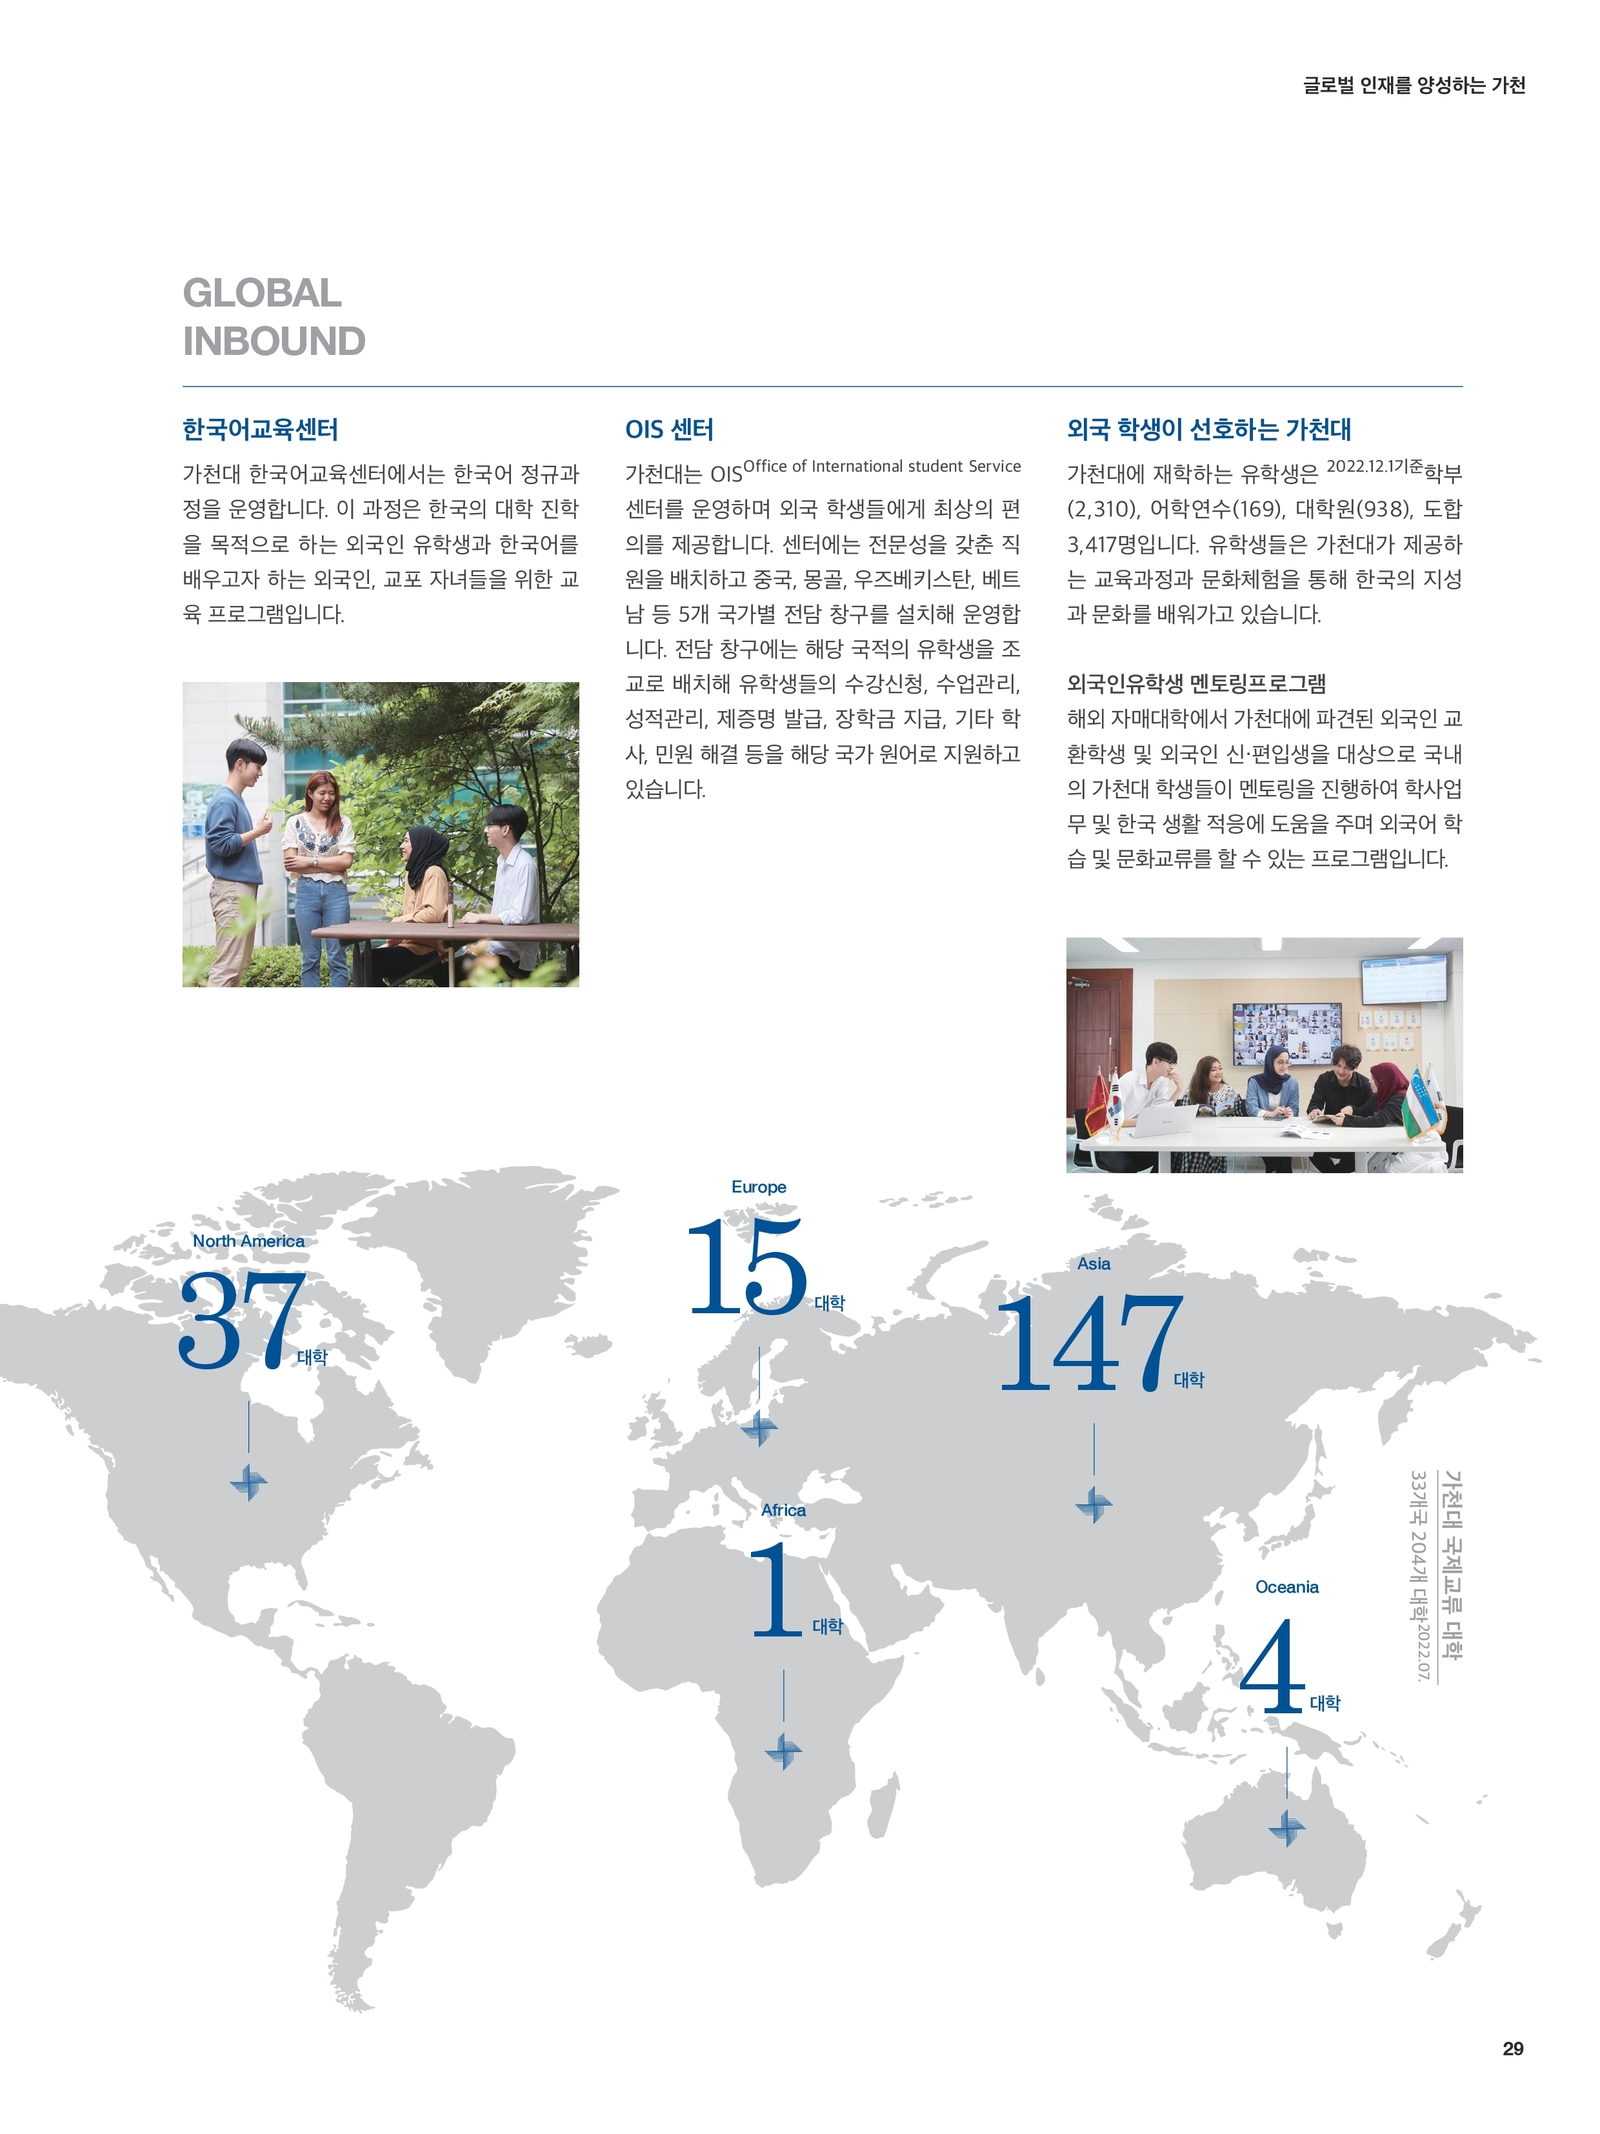 글로벌 인재를 양성하는 가천
GLOBAL
INBOUND
한국어교육센터
가천대 한국어교육센터에서는 한국어 정규과
정을 운영합니다. 이 과정은 한국의 대학 진학
을 목적으로 하는 외국인 유학생과 한국어를
배우고자 하는 외국인, 교포 자녀들을 위한 교
육 프로그램입니다.
OIS 센터
가천대는 OIS Office of International student Service
센터를 운영하며 외국 학생들에게 최상의 편
의를 제공합니다. 센터에는 전문성을 갖춘 직
원을 배치하고 중국, 몽골, 우즈베키스탄, 베트
남 등 5개 국가별 전담 창구를 설치해 운영합
니다. 전담 창구에는 해당 국적의 유학생을 조
교로 배치해 유학생들의 수강신청, 수업관리,
성적관리, 제증명 발급, 장학금 지급, 기타 학
사, 민원 해결 등을 해당 국가 원어로 지원하고
있습니다.
외국 학생이 선호하는 가천대
가천대에 재학하는 유학생은 2022.12.1기준 학부
(2,310), 어학연수(169), 대학원(938), 도합
3,417명입니다. 유학생들은 가천대가 제공하
는 교육과정과 문화체험을 통해 한국의 지성
과 문화를 배워가고 있습니다.
외국인유학생 멘토링프로그램
해외 자매대학에서 가천대에 파견된 외국인 교
환학생 및 외국인 신·편입생을 대상으로 국내
의 가천대 학생들이 멘토링을 진행하여 학사업
무 및 한국 생활 적응에 도움을 주며 외국어 학
습 및 문화교류를 할 수 있는 프로그램입니다.
North America
37 대학
Europe
15 대학
Asia
147 대학
Africa
1 대학
Oceania
4 대학
가천대 국제교류 대학
33개국 204개 대학 2022.07.
29